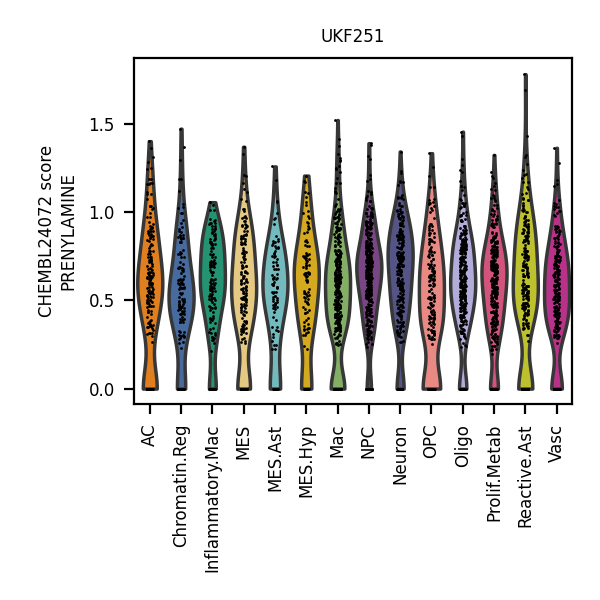 UKF251
CHEMBL24072 score
PRENYLAMINE
1.5
1.0
0.5
0.0
AC
Chromatin.Reg
Inflammatory.Mac
MES
MES.Ast
MES.Hyp
Mac
NPC
Neuron
OPC
Oligo
Prolif.Metab
Reactive.Ast
Vasc